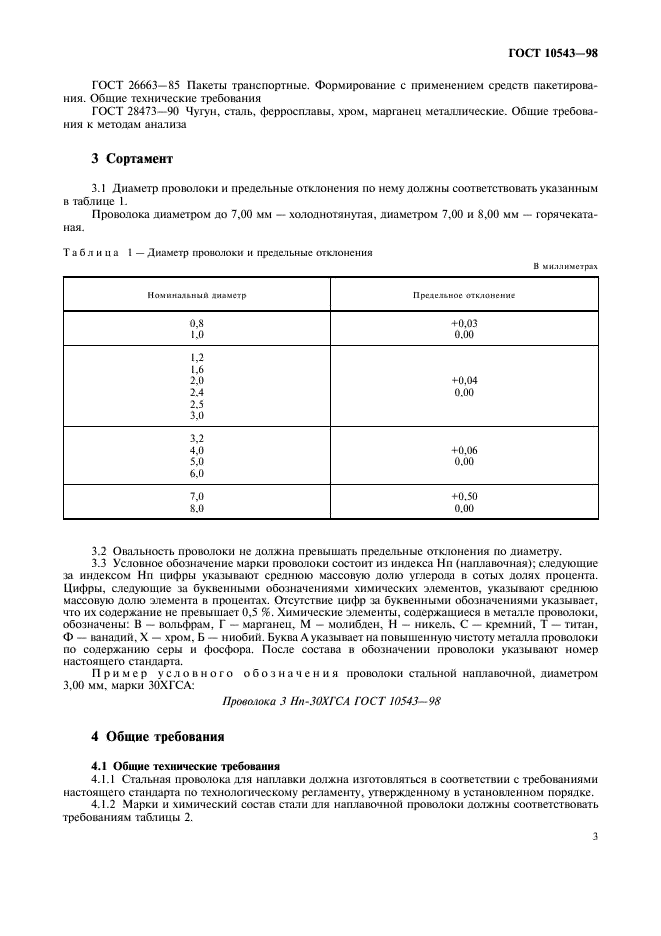 ГОСТ 10543—98
ГОСТ 26663—85 Пакеты транспортные. Формирование с применением средств пакетирова-
ния. Общие технические требования
ГОСТ 28473—90 Чугун, сталь, ферросплавы, хром, марганец металлические. Общие требова-
ния к методам анализа
3 Сортамент
3.1 Диаметр проволоки и предельные отклонения по нему должны соответствовать указанным
в таблице 1.
Проволока диаметром до 7,00 мм — холоднотянутая, диаметром 7,00 и 8,00 мм — горячеката-
ная.
Таблица 1 — Диаметр проволоки и предельные отклонения
В миллиметрах
Номинальный диаметр Предельное отклонение
0,8 +0,03
1,0 0,00
1,2
1,6
2,0 +0,04
2,4 0,00
2,5
3,0
3,2
4,0 +0,06
5,0 0,00
6,0
7,0 +0,50
8,0 0,00
3.2 Овальность проволоки не должна превышать предельные отклонения по диаметру.
3.3 Условное обозначение марки проволоки состоит из индекса Нп (наплавочная); следующие
за индексом Нп цифры указывают среднюю массовую долю углерода в сотых долях процента.
Цифры, следующие за буквенными обозначениями химических элементов, указывают среднюю
массовую долю элемента в процентах. Отсутствие цифр за буквенными обозначениями указывает,
что их содержание не превышает 0,5 %. Химические элементы, содержащиеся в металле проволоки,
обозначены: В — вольфрам, Г — марганец, М — молибден, Н — никель, С — кремний, Т — титан,
Ф — ванадий, Х — хром, Б — ниобий. Буква А указывает на повышенную чистоту металла проволоки
по содержанию серы и фосфора. После состава в обозначении проволоки указывают номер
настоящего стандарта.
Пример условного обозначения проволоки стальной наплавочной, диаметром
3,00 мм, марки 30ХГСА:
Проволока 3 Нп-30ХГСА ГОСТ 10543—98
4 Общие требования
4.1 Общие технические требования
4.1.1 Стальная проволока для наплавки должна изготовляться в соответствии с требованиями
настоящего стандарта по технологическому регламенту, утвержденному в установленном порядке.
4.1.2 Марки и химический состав стали для наплавочной проволоки должны соответствовать
требованиям таблицы 2.
3